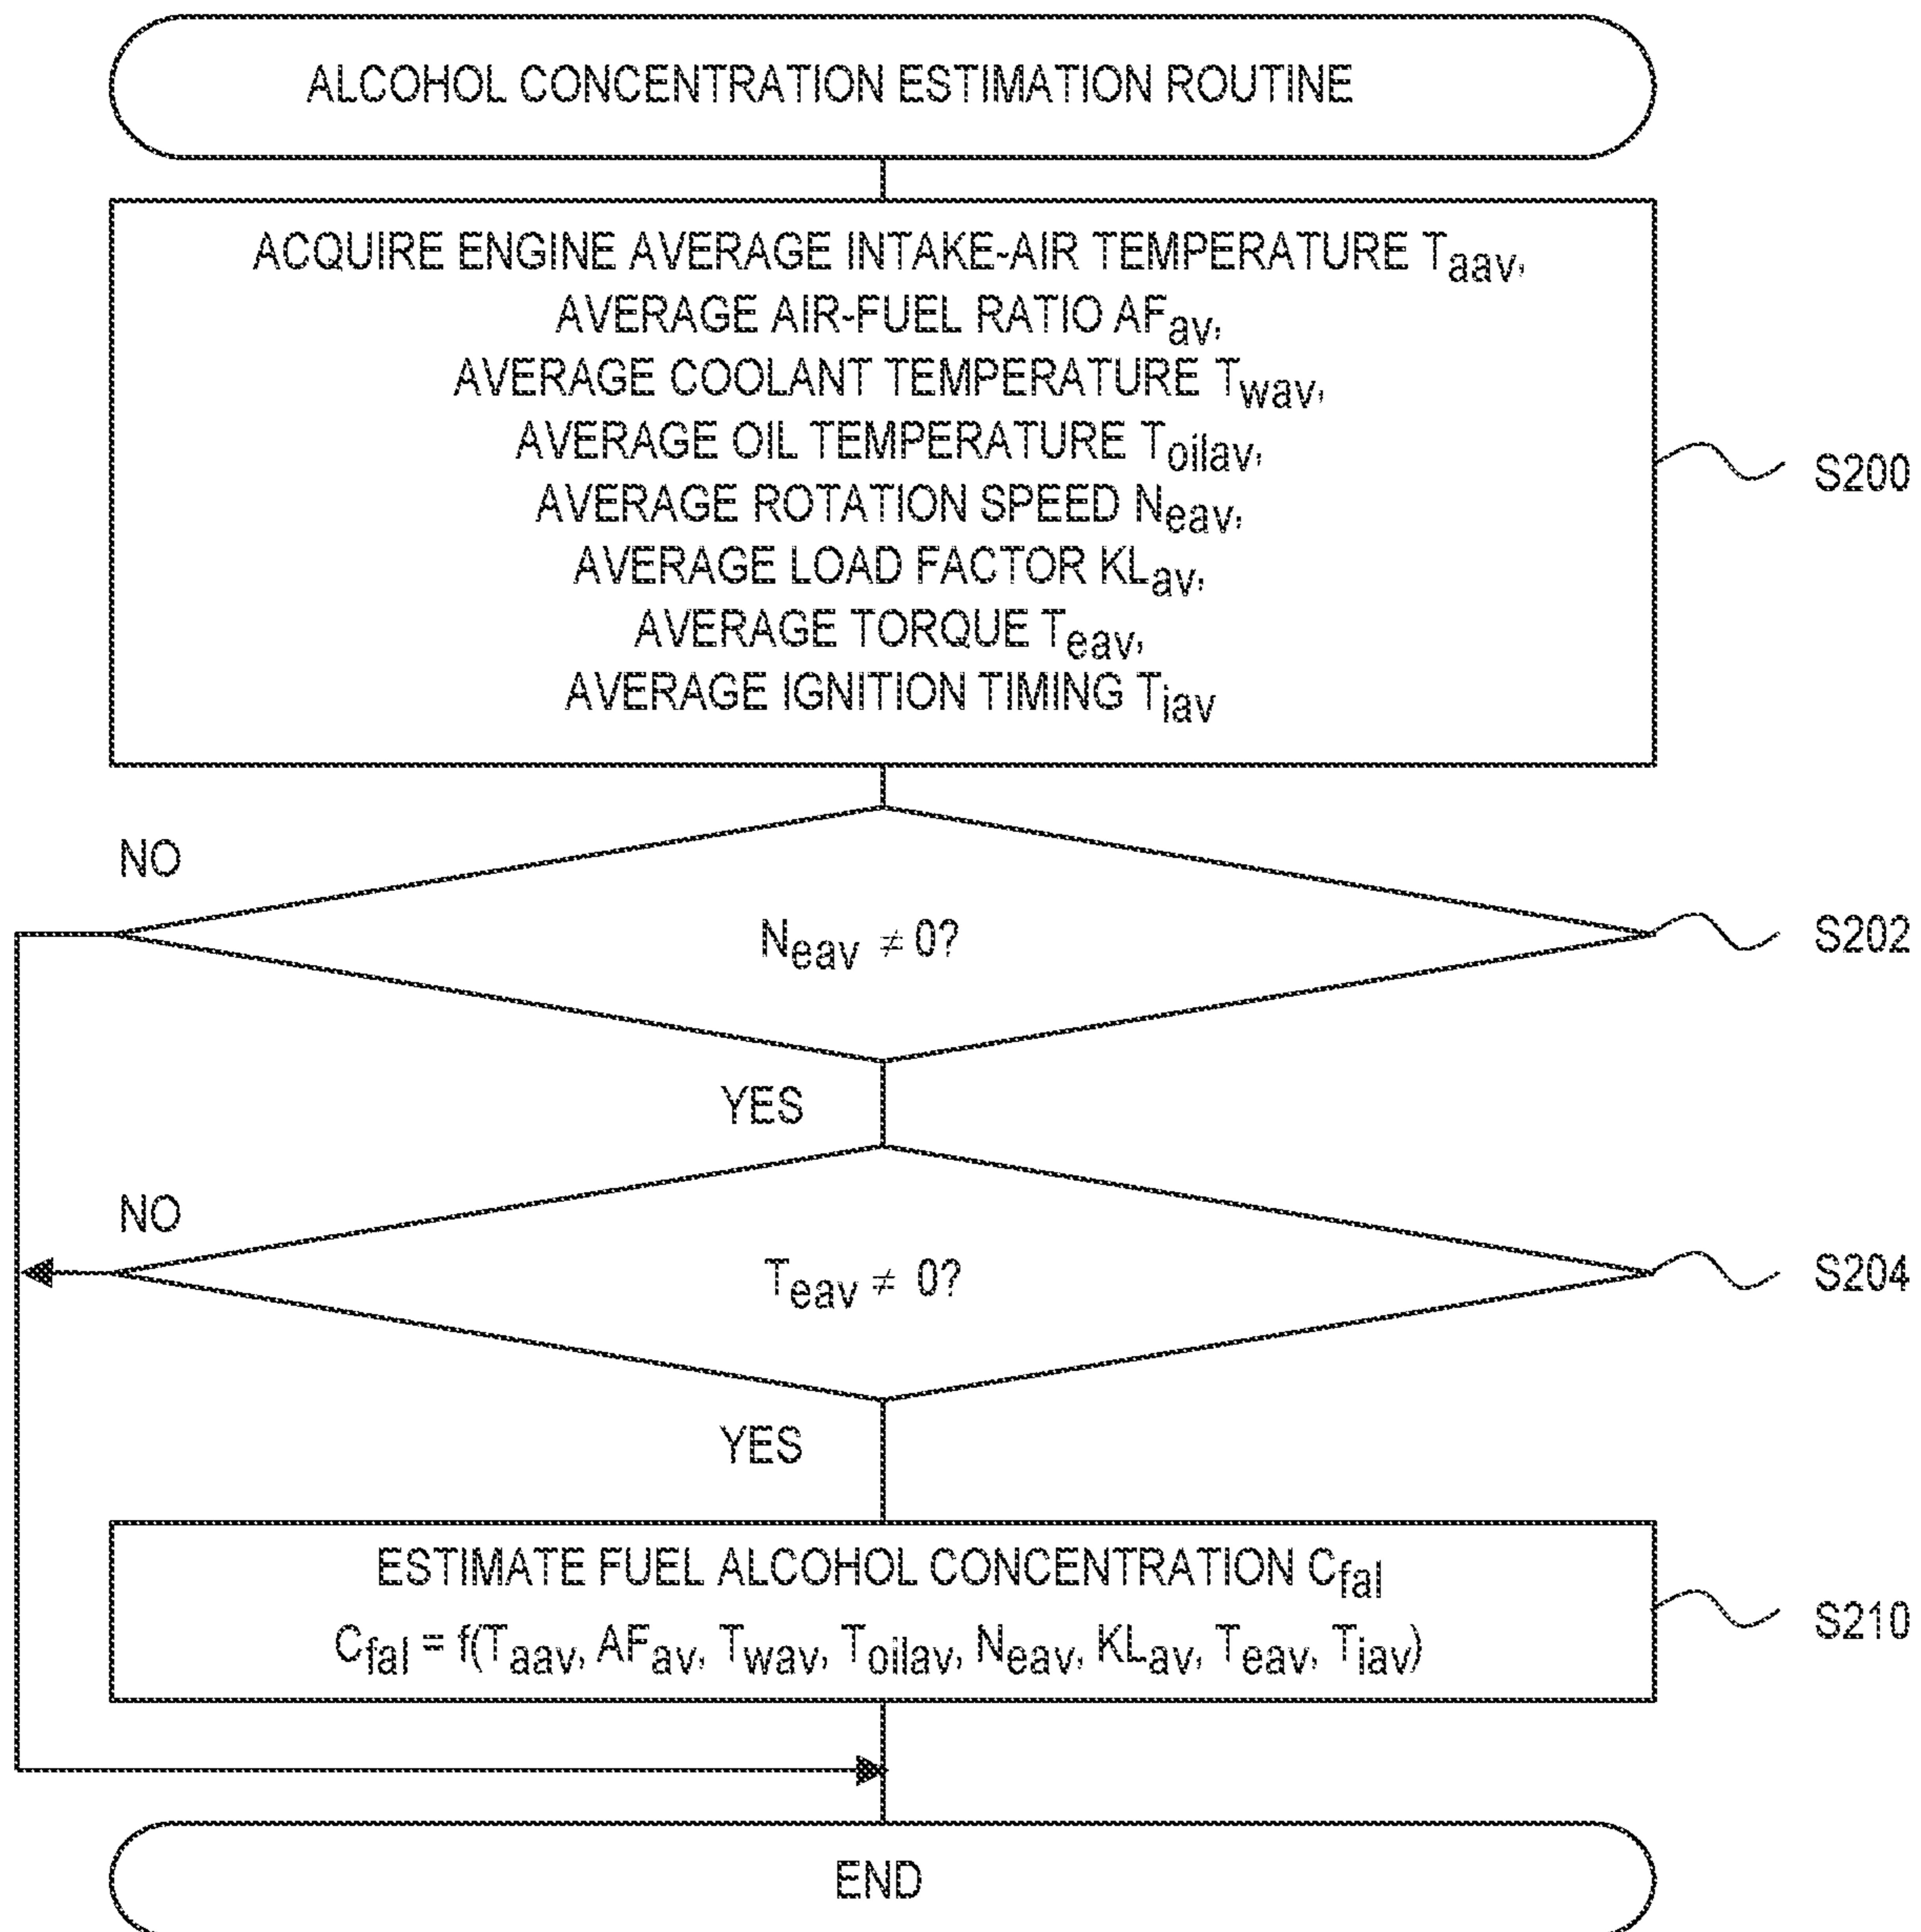 ALCOHOL CONCENTRATION ESTIMATION ROUTINE
ACQUIRE ENGINE AVERAGE INTAKE-AIR TEMPERATURE Taav,
AVERAGE AIR-FUEL RATIO AFav,
AVERAGE COOLANT TEMPERATURE Twav,
AVERAGE OIL TEMPERATURE Toilav,
AVERAGE ROTATION SPEED Neav,
AVERAGE LOAD FACTOR KLav,
AVERAGE TORQUE Teav,
AVERAGE IGNITION TIMING Tiav
S200
NO
Neav ≠ 0?
S202
YES
NO
Teav ≠ 0?
S204
YES
ESTIMATE FUEL ALCOHOL CONCENTRATION Cfal
Cfal = f(Taav, AFav, Twav, Toilav, Neav, KLav, Teav, Tiav)
S210
END